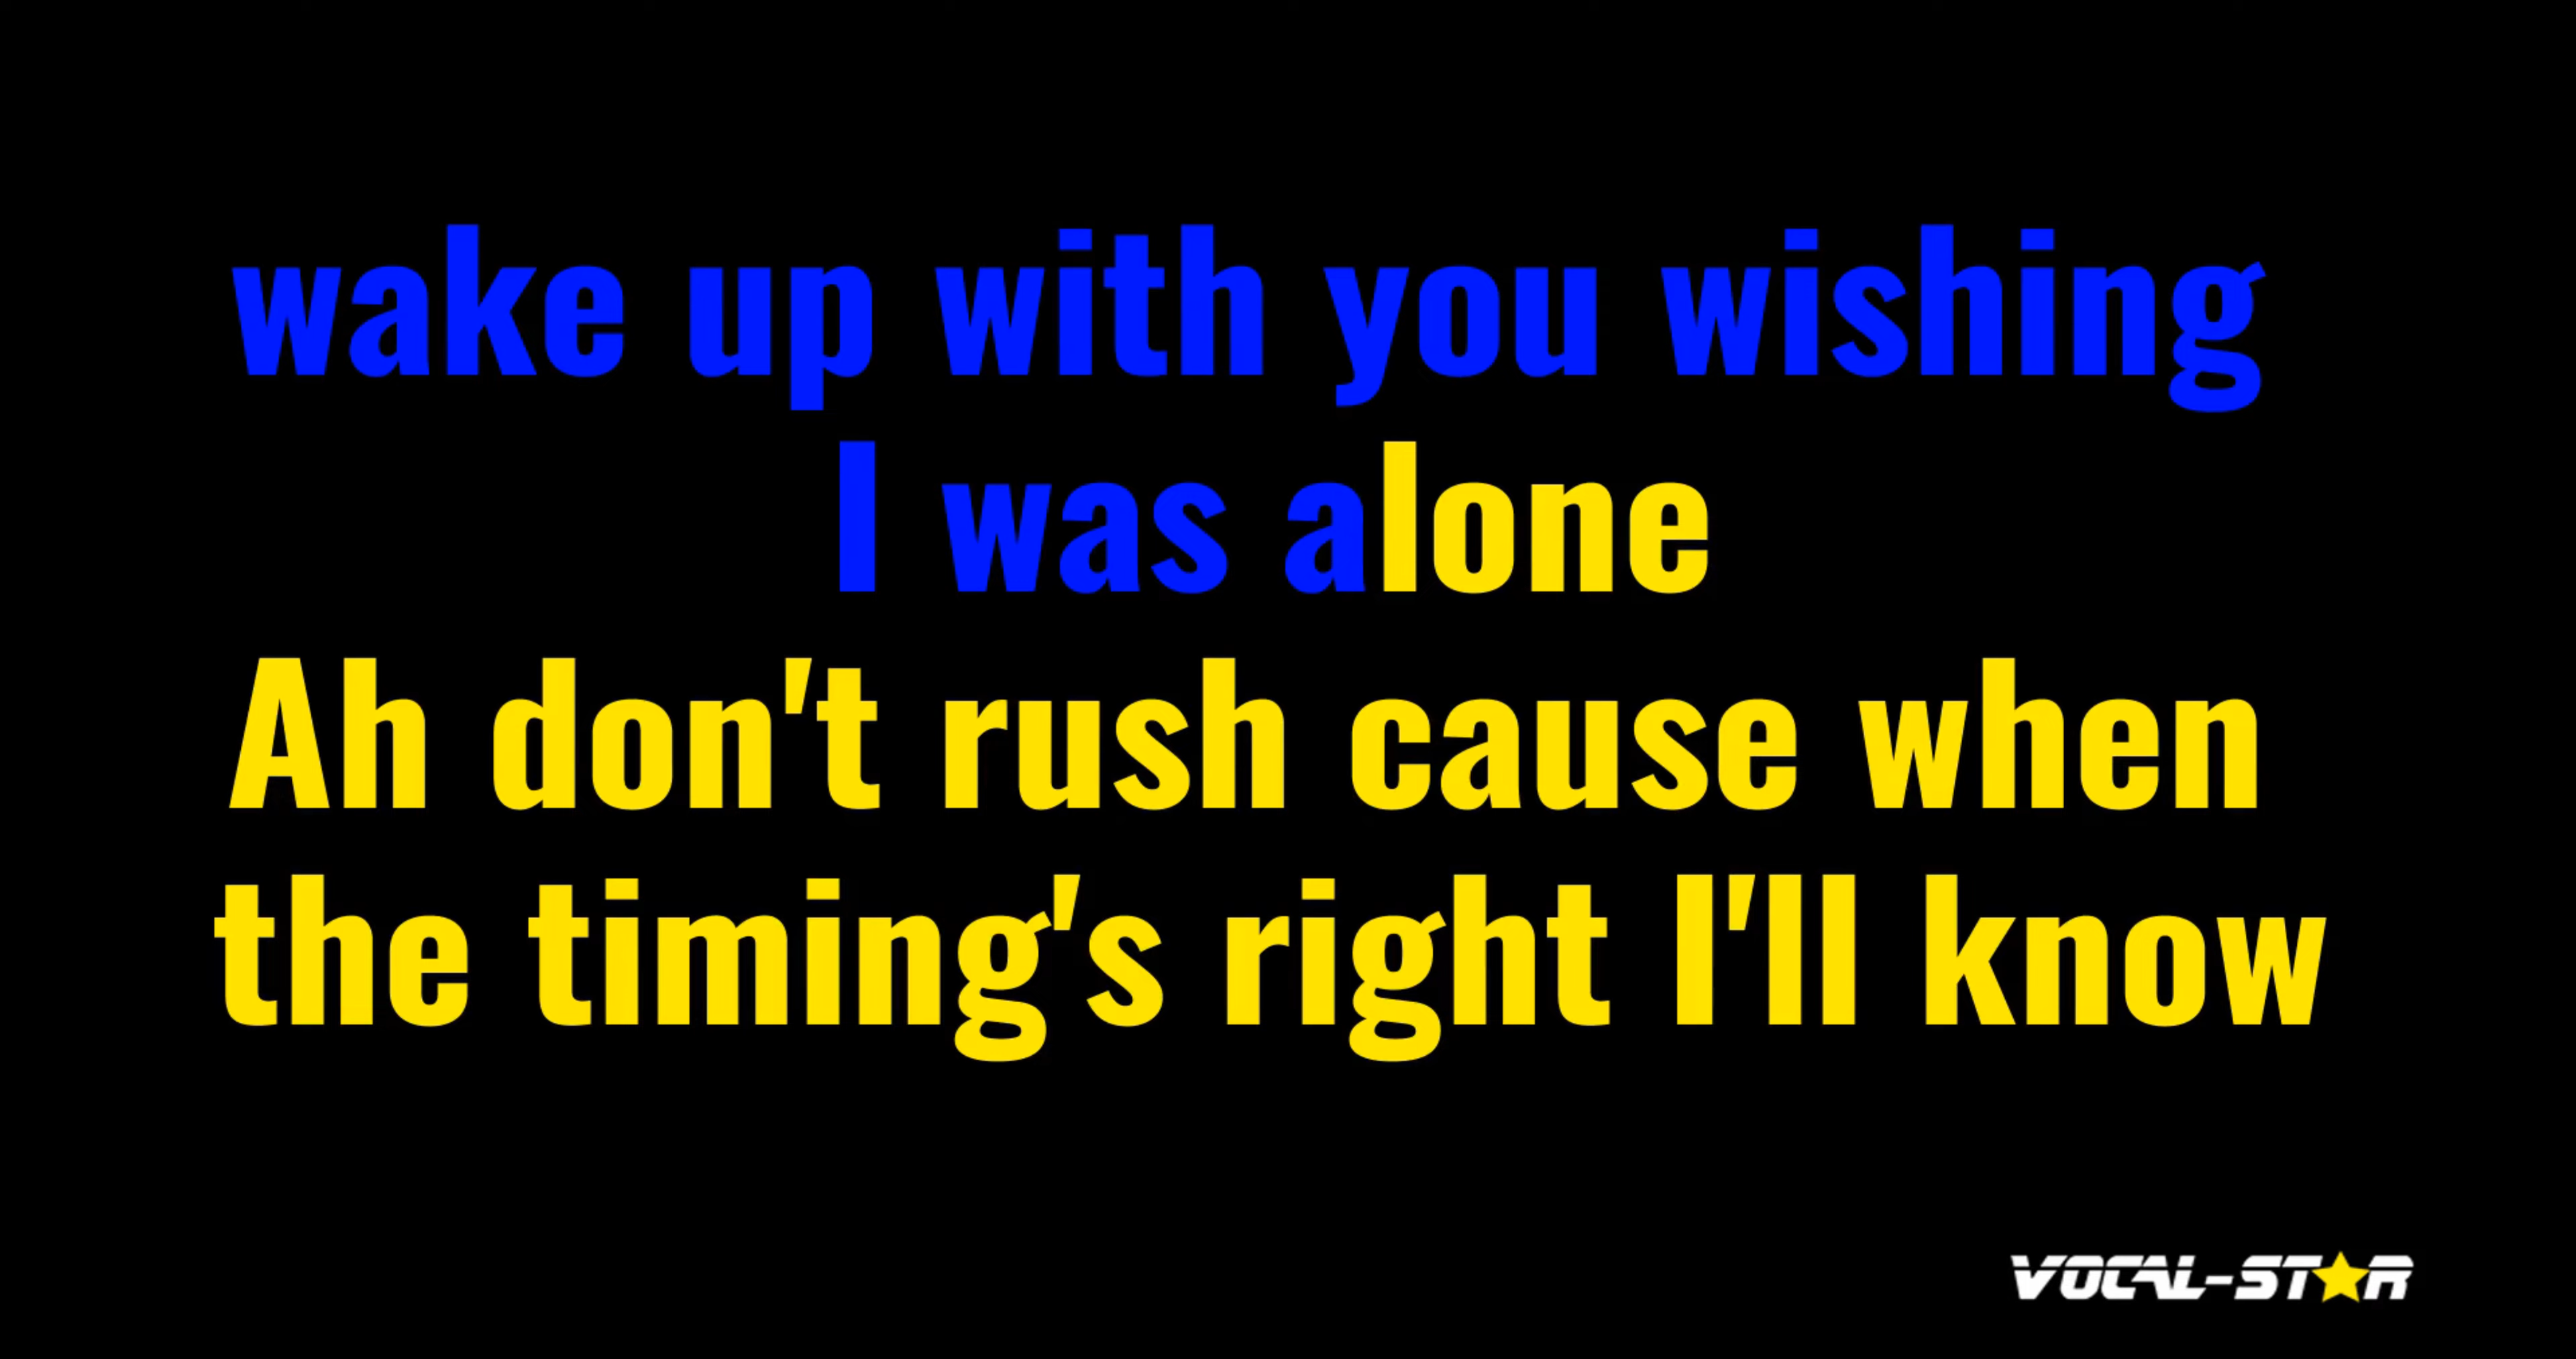 wake up with you wishing
I was alone
Ah don't rush cause when
the timing's right I'll know
VOCAL-STAR